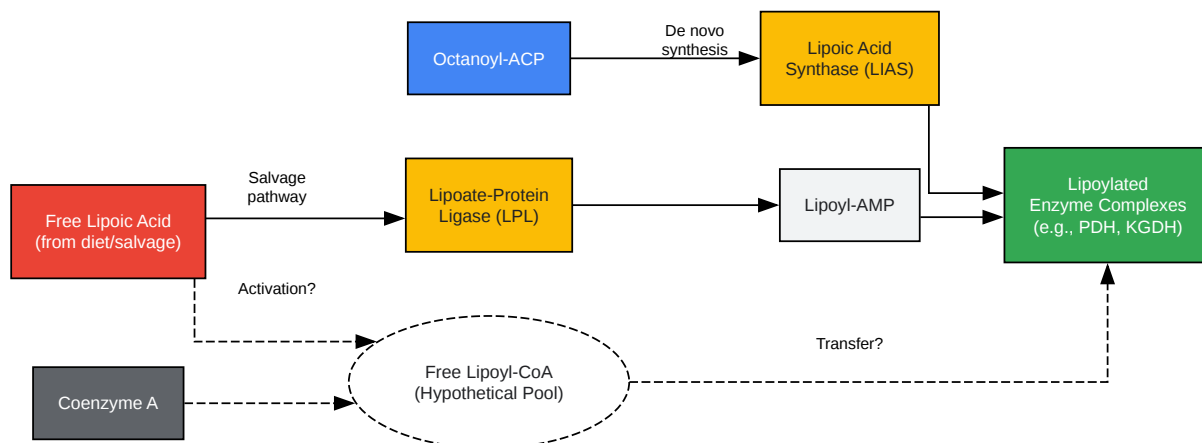 De novo
synthesis
Octanoyl-ACP
Lipoic Acid
Synthase (LIAS)
Salvage
pathway
Free Lipoic Acid
(from diet/salvage)
Lipoate-Protein
Ligase (LPL)
Lipoyl-AMP
Lipoylated
Enzyme Complexes
(e.g., PDH, KGDH)
Activation?
Transfer?
Coenzyme A
Free Lipoyl-CoA
(Hypothetical Pool)